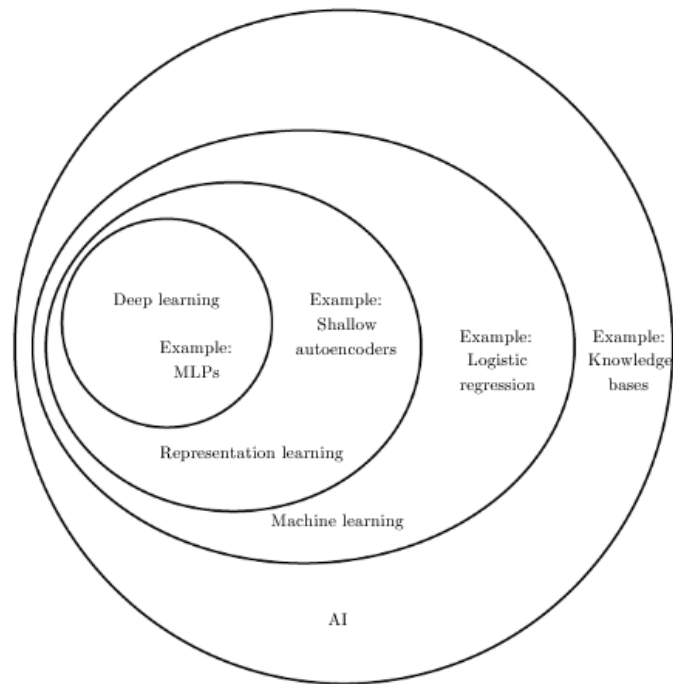 Deep learning
Example:
MLPs
Example:
Shallow
autoencoders
Example:
Logistic
regression
Example:
Knowledge
bases
Representation learning
Machine learning
AI